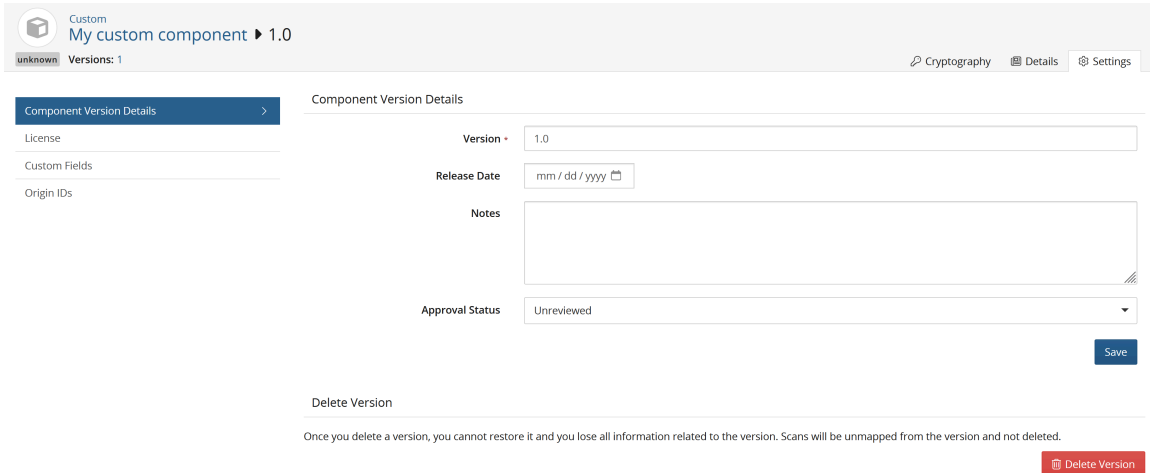 Custom
My custom component 1.0
unknown Versions: 1
Cryptography Details Settings
Component Version Details
License
Custom Fields
Origin IDs
Component Version Details
Version * 1.0
Release Date mm / dd / yyyy
Notes
Approval Status Unreviewed
Save
Delete Version
Once you delete a version, you cannot restore it and you lose all information related to the version. Scans will be unmapped from the version and not deleted.
Delete Version